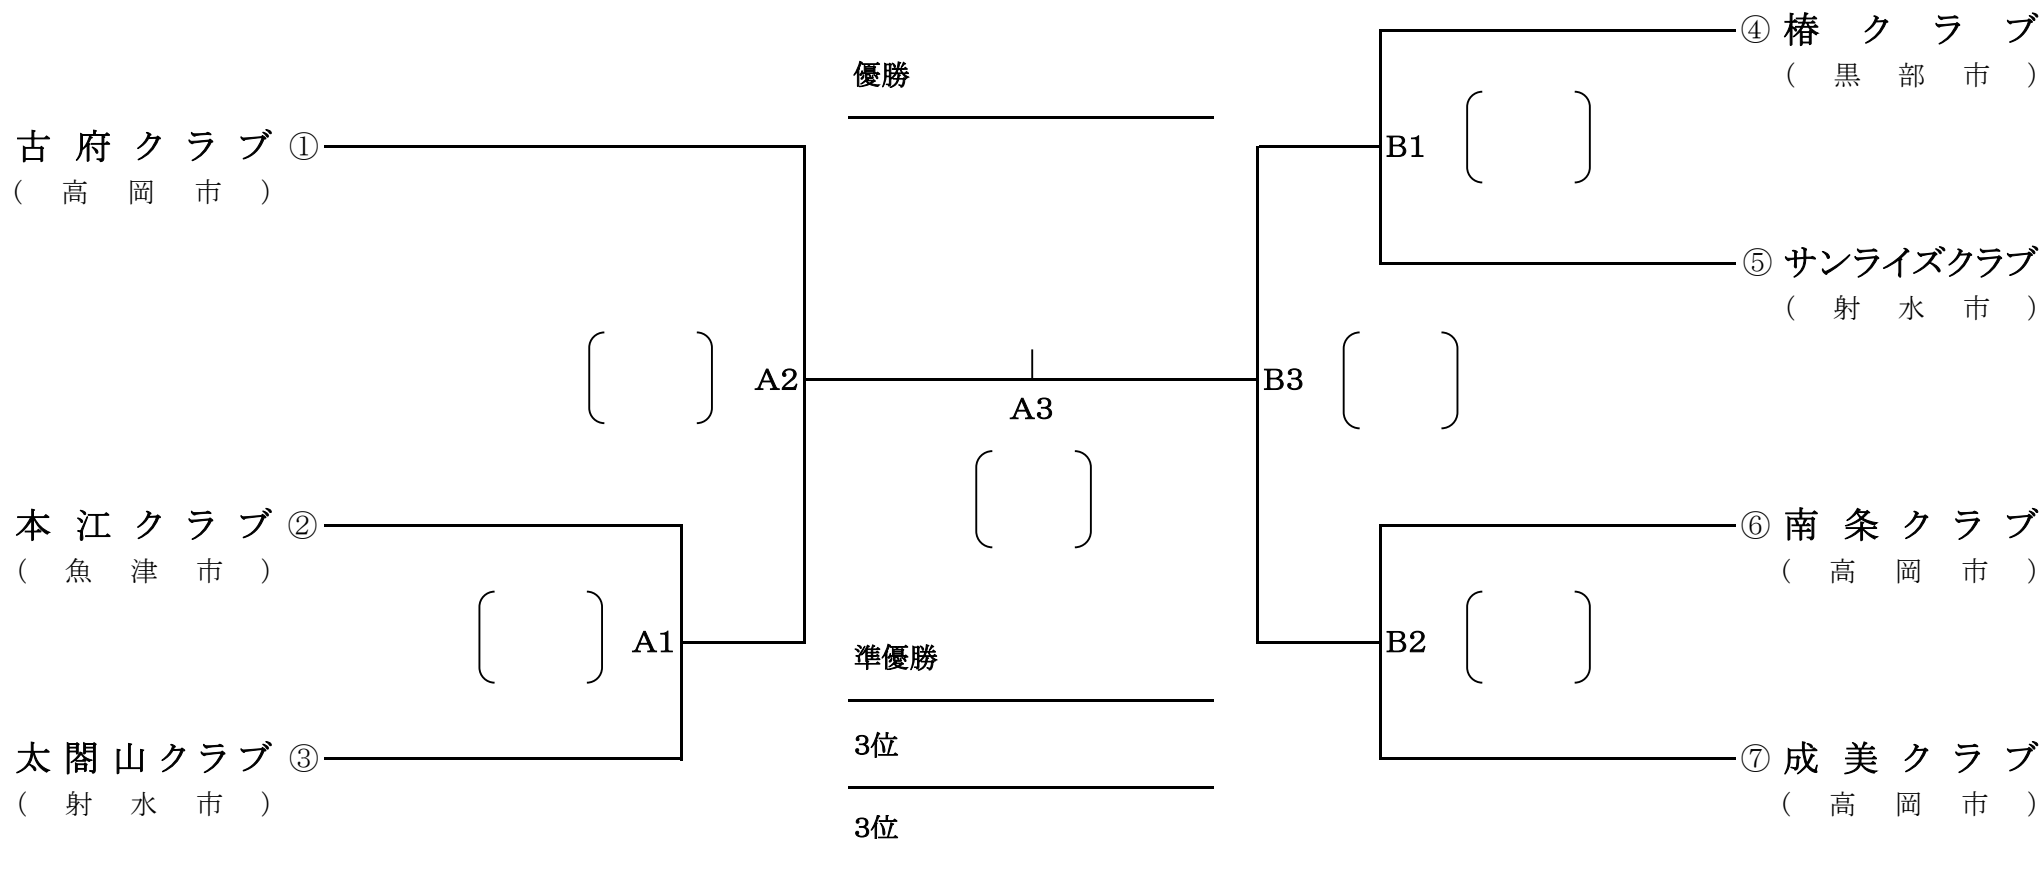 ④ 椿クラブ
(黒部市)
優勝
古府クラブ ①
(高岡市)
B1
⑤ サンライズクラブ
(射水市)
A2
B3
A3
本江クラブ ②
(魚津市)
⑥ 南条クラブ
(高岡市)
A1
B2
準優勝
3位
太閤山クラブ ③
(射水市)
⑦ 成美クラブ
(高岡市)
3位